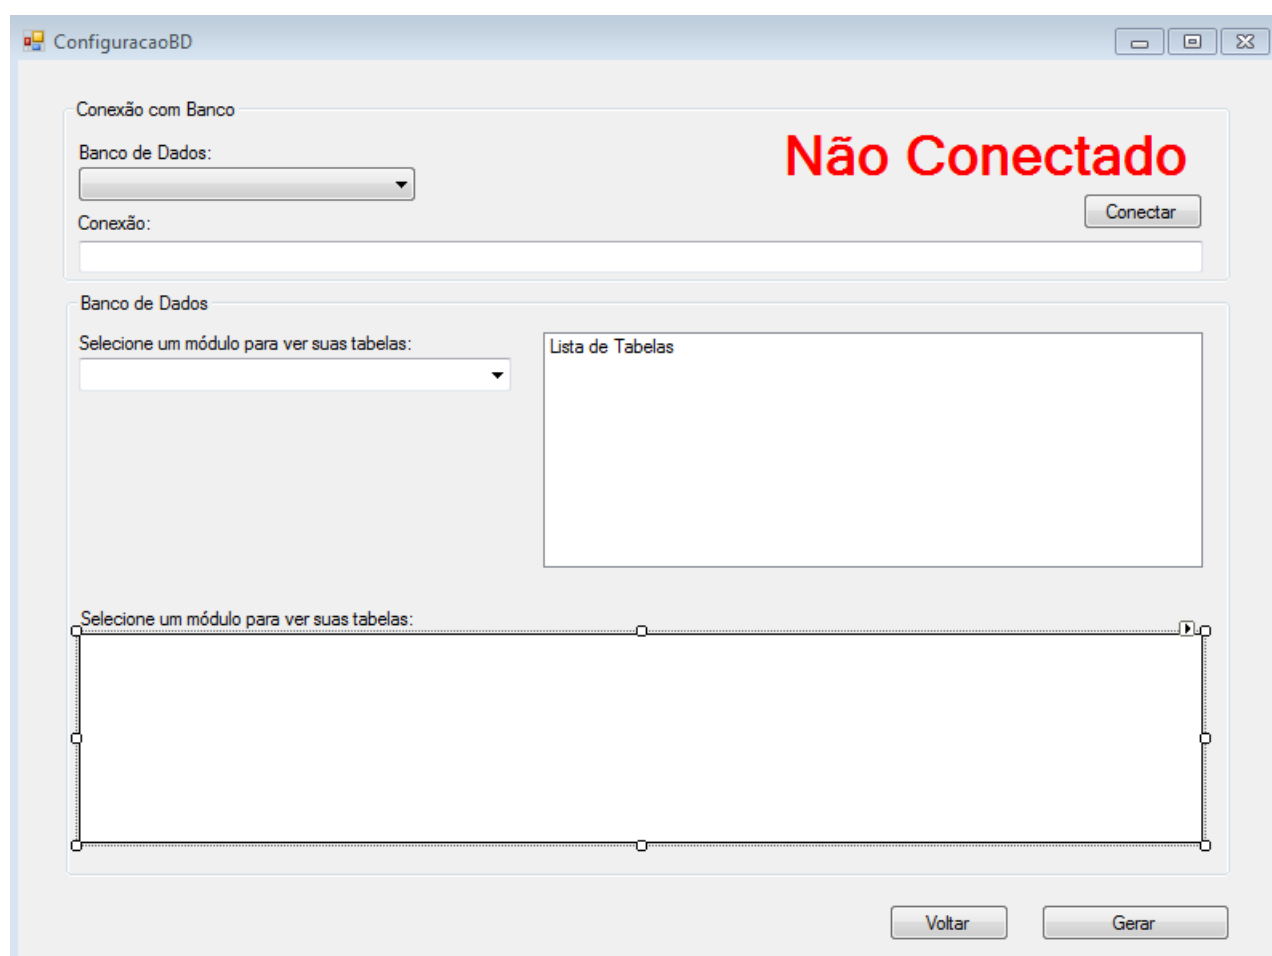 ConfiguracaoBD
Conexão com Banco
Banco de Dados:
Não Conectado
Conectar
Conexão:
Banco de Dados
Selecione um módulo para ver suas tabelas:
Lista de Tabelas
Selecione um módulo para ver suas tabelas:
Voltar
Gerar